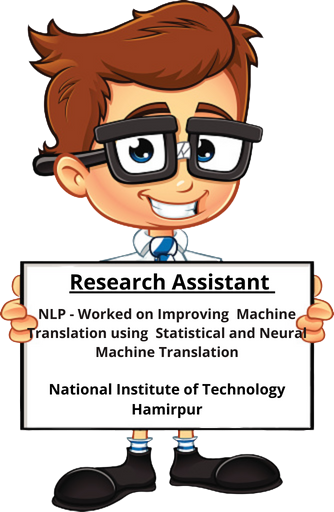 Research Assistant
NLP - Worked on Improving Machine
Translation using Statistical and Neural
Machine Translation
National Institute of Technology
Hamirpur